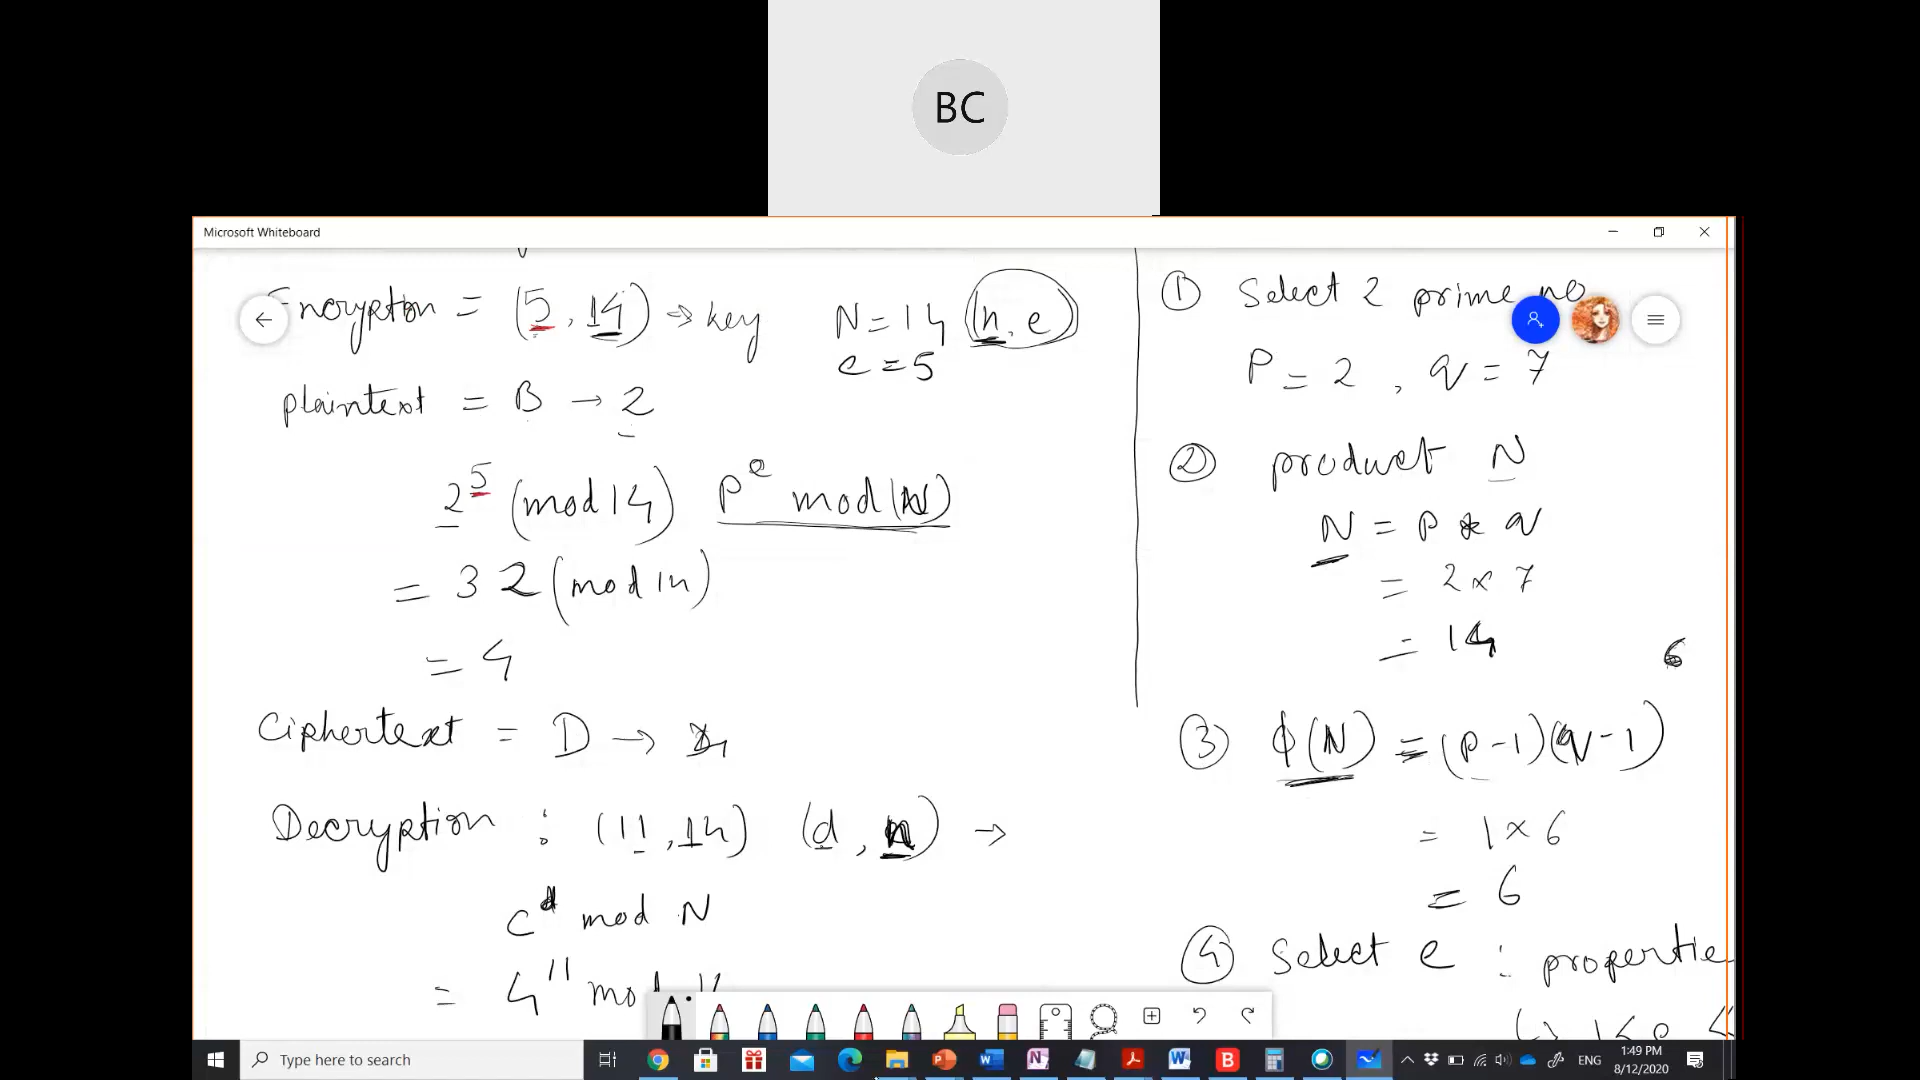 BC
Microsoft Whiteboard
Encryption = (5, 14) → key N = 14 (n, e)
e = 5
plaintext = B → 2
2^5 (mod 14) P^e mod (N)
= 32 (mod 14)
= 4
Ciphertext = D → 4
Decryption : (11, 14) (d, n) →
C^d mod N
= 4^11 mod
① Select 2 prime no
P = 2 , q = 7
② product N
N = P * q
= 2 × 7
= 14
6
③ ϕ(N) = (P - 1)(q - 1)
= 1 × 6
= 6
④ Select e : propertie
Type here to search
ENG
1:49 PM
8/12/2020